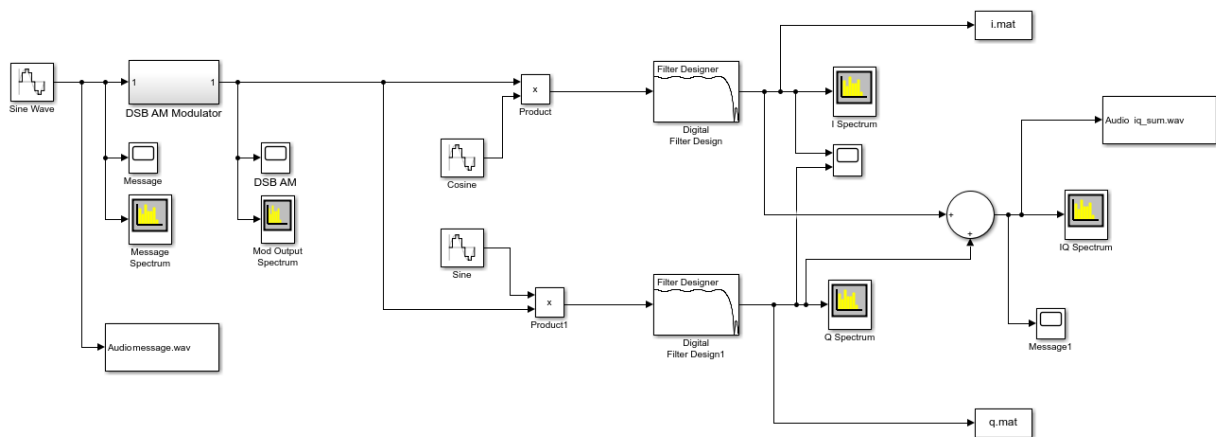 i.mat
Filter Designer
1
1
x
Sine Wave
DSB AM Modulator
Product
Digital
Filter Design
I Spectrum
Audio iq_sum.wav
Message
DSB AM
Cosine
+
+
Message
Spectrum
Mod Output
Spectrum
IQ Spectrum
Sine
Filter Designer
x
Product1
Digital
Filter Design1
Q Spectrum
Message1
Audio message.wav
q.mat